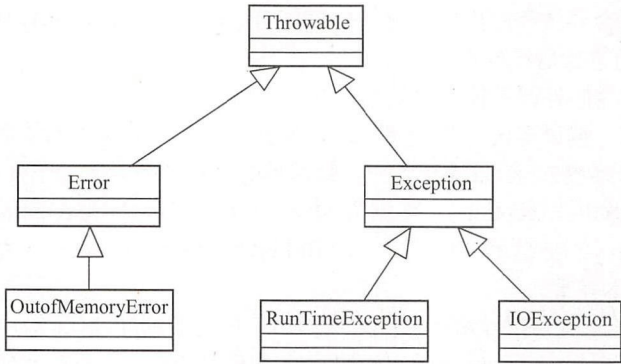 Throwable
Error
Exception
OutofMemoryError
RunTimeException
IOException